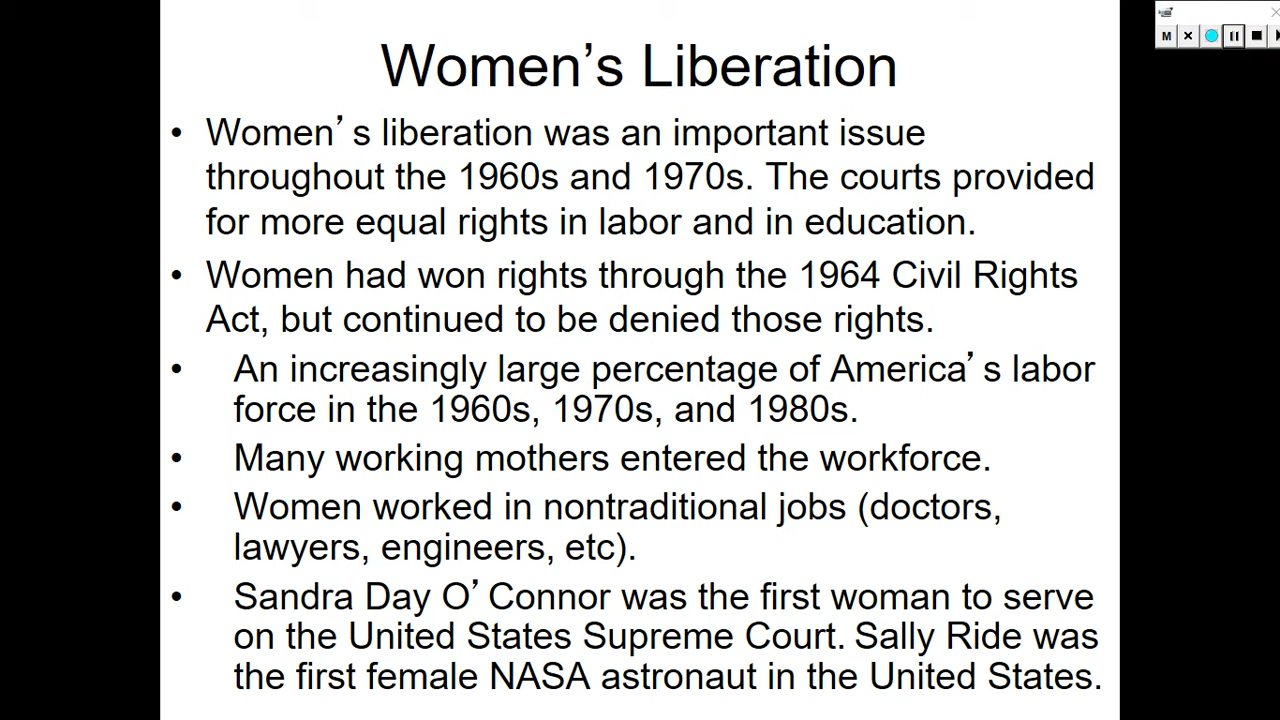 Women's Liberation
• Women's liberation was an important issue
throughout the 1960s and 1970s. The courts provided
for more equal rights in labor and in education.
• Women had won rights through the 1964 Civil Rights
Act, but continued to be denied those rights.
• An increasingly large percentage of America's labor
force in the 1960s, 1970s, and 1980s.
• Many working mothers entered the workforce.
• Women worked in nontraditional jobs (doctors,
lawyers, engineers, etc).
• Sandra Day O'Connor was the first woman to serve
on the United States Supreme Court. Sally Ride was
the first female NASA astronaut in the United States.
M